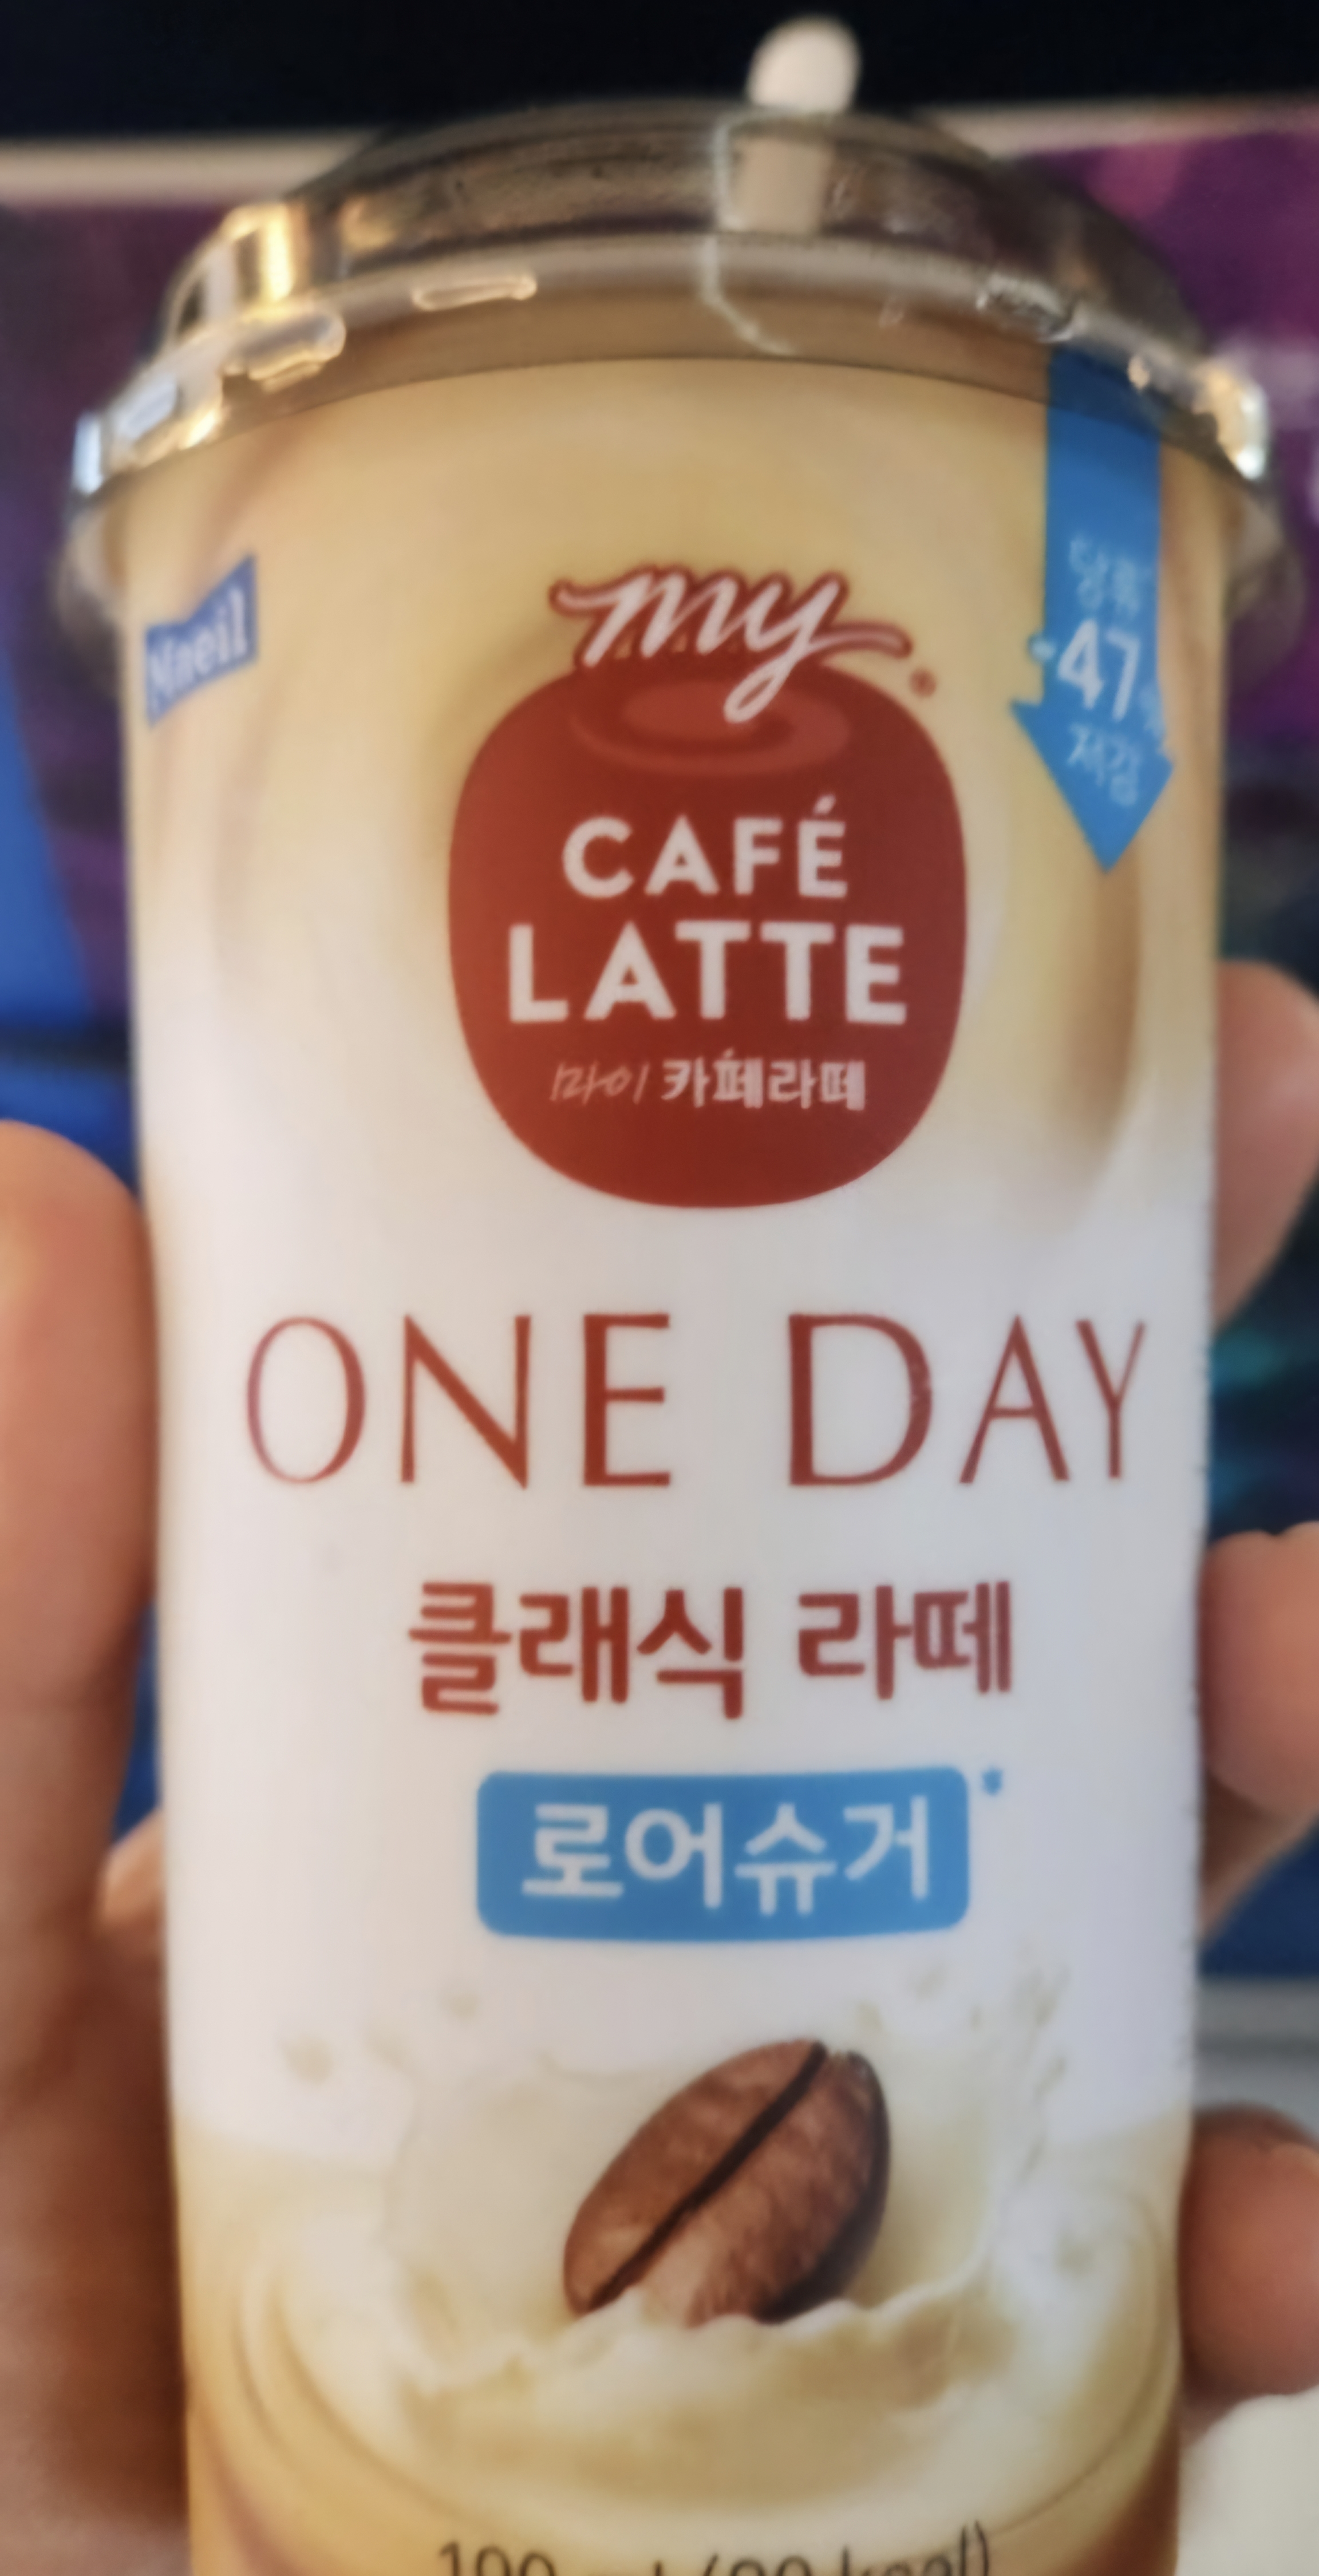 Maeil
my®
CAFÉ
LATTE
마이 카페라떼
당류
-47%
저감
ONE DAY
클래식 라떼
로어슈거*